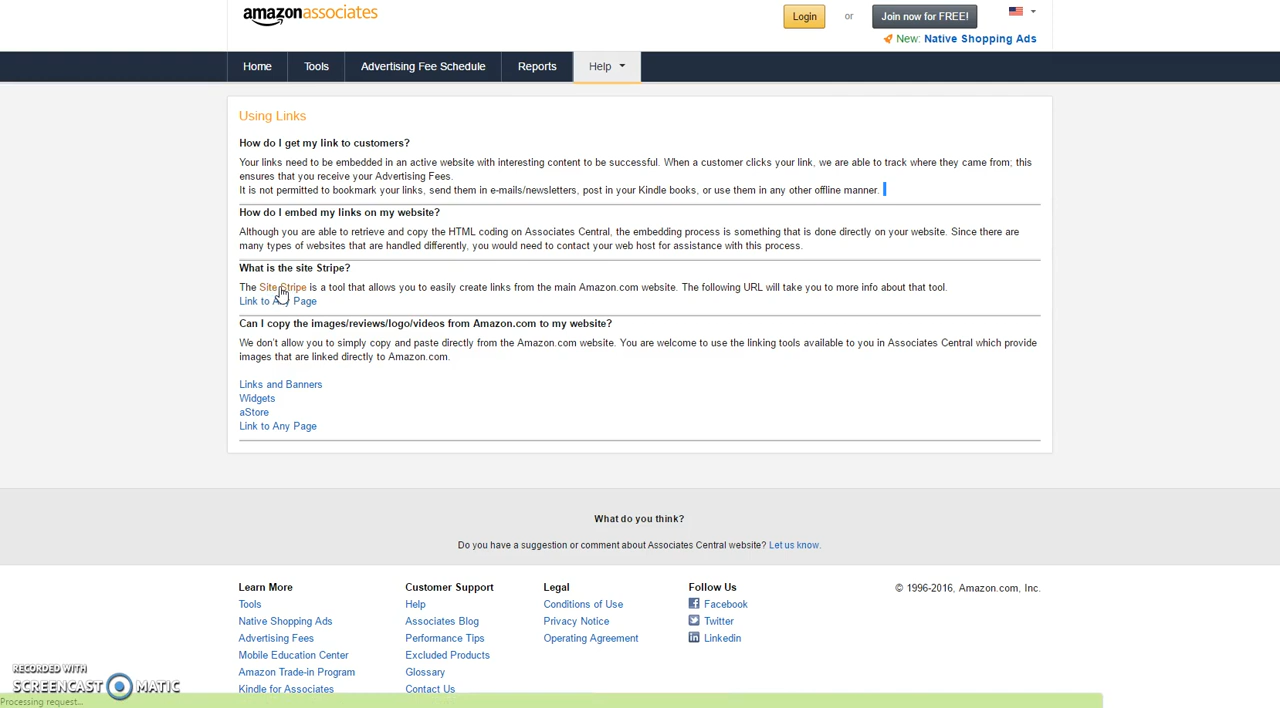 amazonassociates
Login
or
Join now for FREE!
New: Native Shopping Ads
Home
Tools
Advertising Fee Schedule
Reports
Help
Using Links
How do I get my link to customers?
Your links need to be embedded in an active website with interesting content to be successful. When a customer clicks your link, we are able to track where they came from; this
ensures that you receive your Advertising Fees.
It is not permitted to bookmark your links, send them in e-mails/newsletters, post in your Kindle books, or use them in any other offline manner.
How do I embed my links on my website?
Although you are able to retrieve and copy the HTML coding on Associates Central, the embedding process is something that is done directly on your website. Since there are
many types of websites that are handled differently, you would need to contact your web host for assistance with this process.
What is the site Stripe?
The Site Stripe is a tool that allows you to easily create links from the main Amazon.com website. The following URL will take you to more info about that tool.
Link to Any Page
Can I copy the images/reviews/logo/videos from Amazon.com to my website?
We don't allow you to simply copy and paste directly from the Amazon.com website. You are welcome to use the linking tools available to you in Associates Central which provide
images that are linked directly to Amazon.com.
Links and Banners
Widgets
aStore
Link to Any Page
What do you think?
Do you have a suggestion or comment about Associates Central website? Let us know.
Learn More
Tools
Native Shopping Ads
Advertising Fees
Mobile Education Center
Amazon Trade-in Program
Kindle for Associates
Customer Support
Help
Associates Blog
Performance Tips
Excluded Products
Glossary
Contact Us
Legal
Conditions of Use
Privacy Notice
Operating Agreement
Follow Us
Facebook
Twitter
Linkedin
© 1996-2016, Amazon.com, Inc.
RECORDED WITH
SCREENCAST MATIC
Processing request...